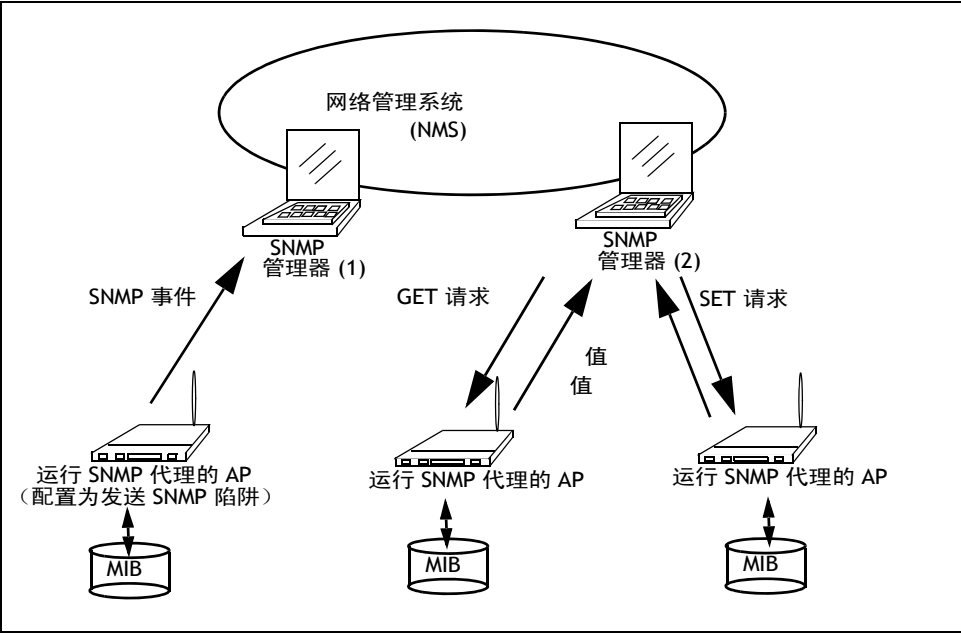 网络管理系统
(NMS)
SNMP
管理器 (1)
SNMP
管理器 (2)
SNMP 事件
GET 请求
SET 请求
值
值
运行 SNMP 代理的 AP
（配置为发送 SNMP 陷阱）
运行 SNMP 代理的 AP
运行 SNMP 代理的 AP
MIB
MIB
MIB